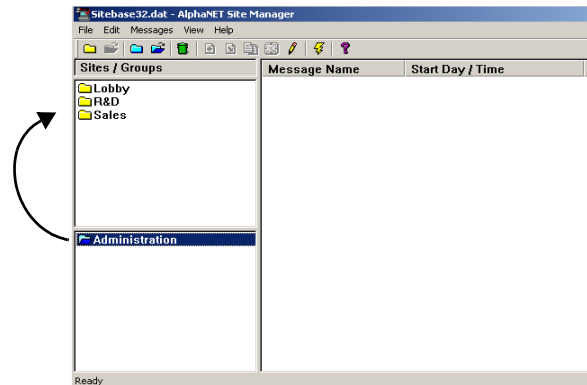 Sitebase32.dat - AlphaNET Site Manager
File Edit Messages View Help
Sites / Groups
Message Name Start Day / Time
Lobby
R&D
Sales
Administration
Ready